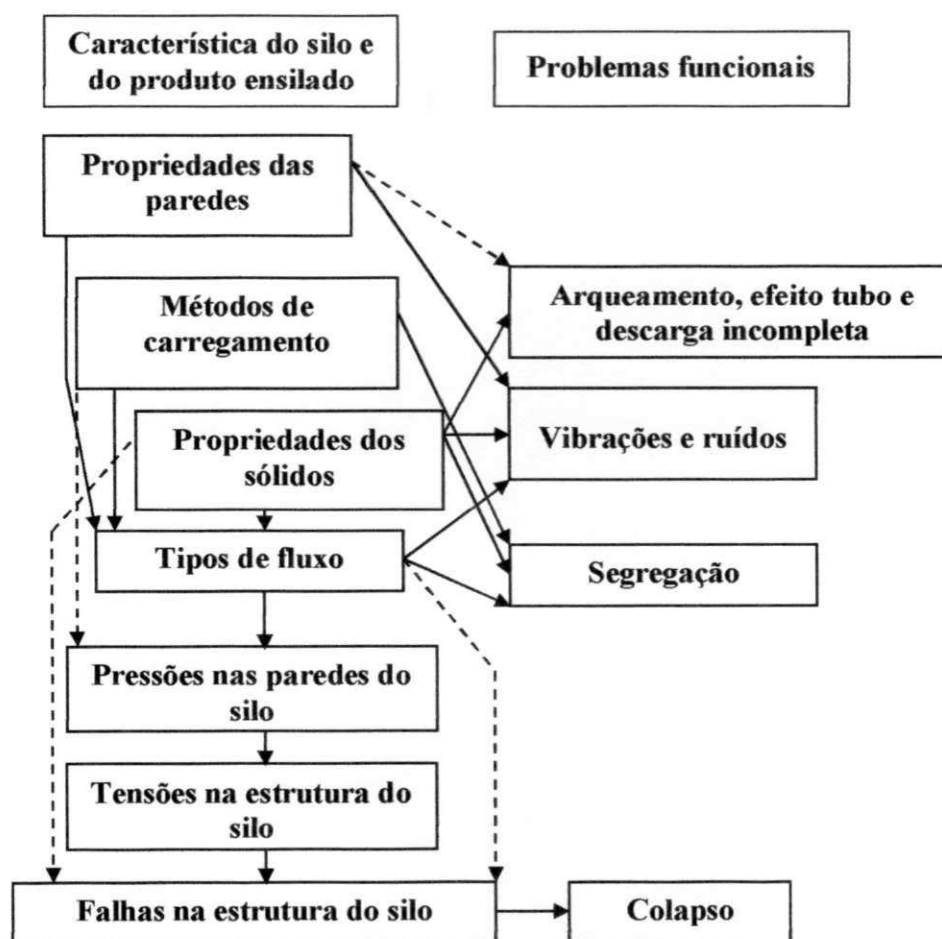 Característica do silo e
do produto ensilado
Problemas funcionais
Propriedades das
paredes
Métodos de
carregamento
Arqueamento, efeito tubo e
descarga incompleta
Propriedades dos
sólidos
Vibrações e ruídos
Tipos de fluxo
Segregação
Pressões nas paredes do
silo
Tensões na estrutura do
silo
Falhas na estrutura do silo
Colapso